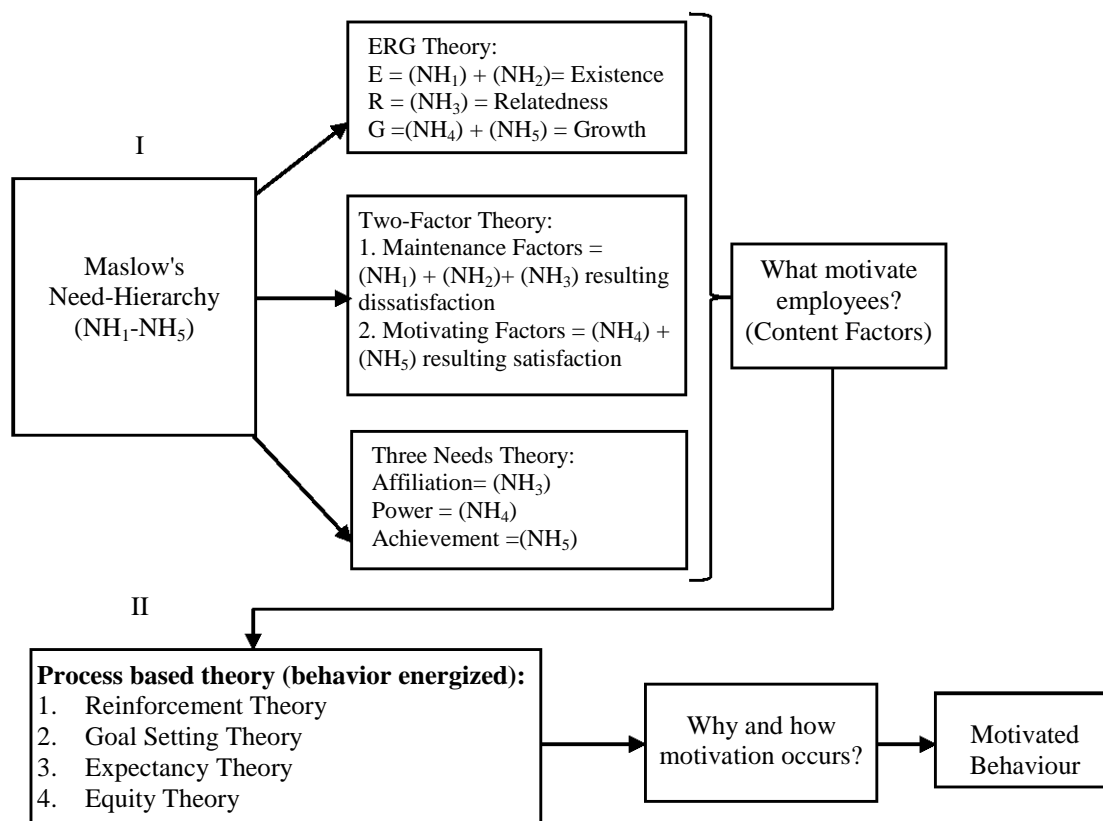 I
Maslow's
Need-Hierarchy
(NH₁-NH₅)
ERG Theory:
E = (NH₁) + (NH₂)= Existence
R = (NH₃) = Relatedness
G =(NH₄) + (NH₅) = Growth
Two-Factor Theory:
1. Maintenance Factors =
(NH₁) + (NH₂)+ (NH₃) resulting
dissatisfaction
2. Motivating Factors = (NH₄) +
(NH₅) resulting satisfaction
Three Needs Theory:
Affiliation= (NH₃)
Power = (NH₄)
Achievement =(NH₅)
What motivate
employees?
(Content Factors)
II
Process based theory (behavior energized):
1. Reinforcement Theory
2. Goal Setting Theory
3. Expectancy Theory
4. Equity Theory
Why and how
motivation occurs?
Motivated
Behaviour